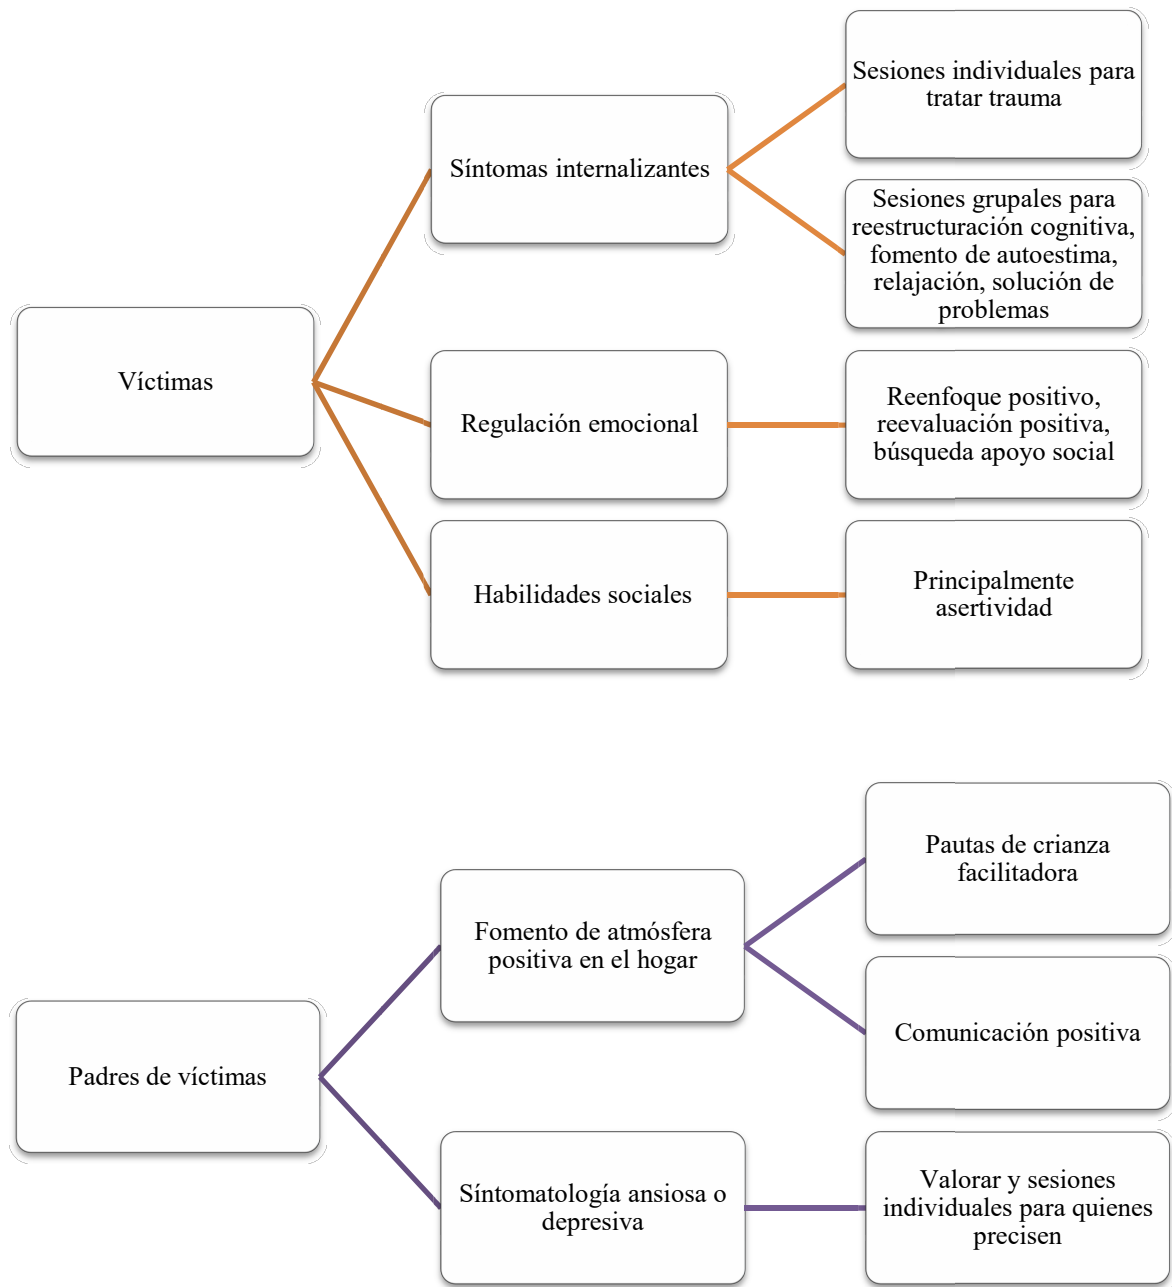 Víctimas
Síntomas internalizantes
Sesiones individuales para
tratar trauma
Sesiones grupales para
reestructuración cognitiva,
fomento de autoestima,
relajación, solución de
problemas
Regulación emocional
Reenfoque positivo,
reevaluación positiva,
búsqueda apoyo social
Habilidades sociales
Principalmente
asertividad
Padres de víctimas
Fomento de atmósfera
positiva en el hogar
Pautas de crianza
facilitadora
Comunicación positiva
Síntomatología ansiosa o
depresiva
Valorar y sesiones
individuales para quienes
precisen